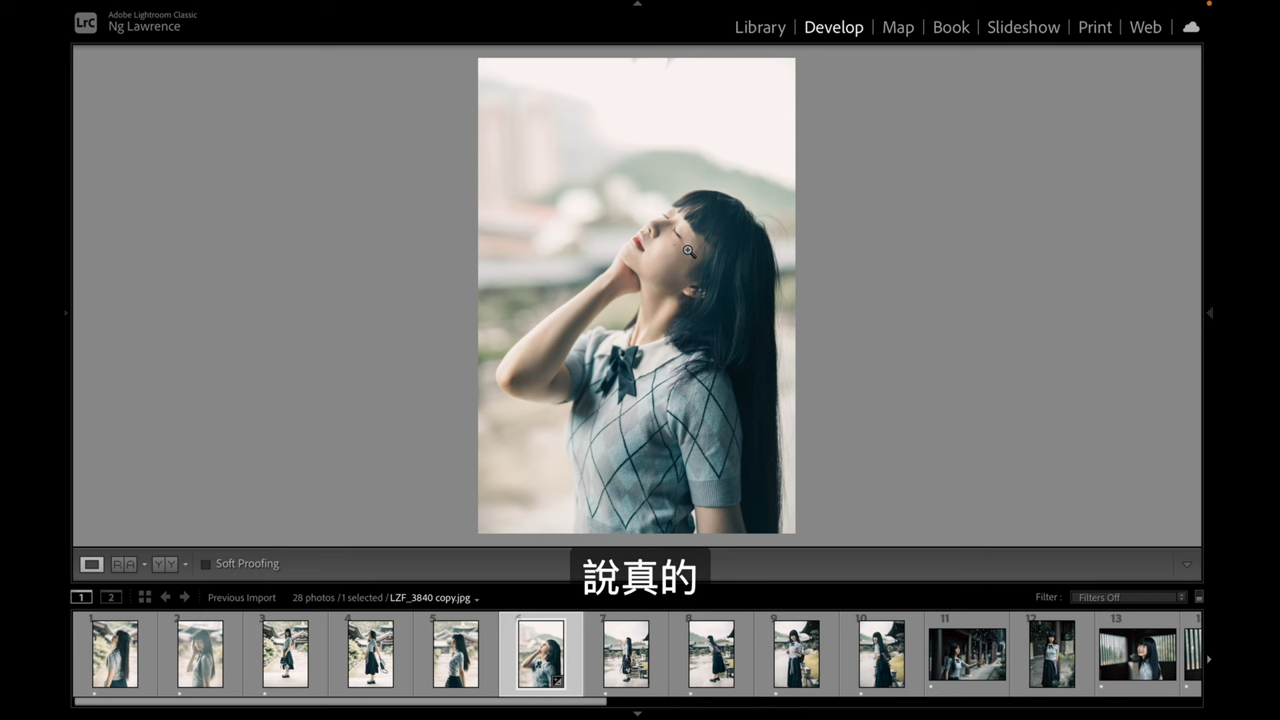 LrC
Adobe Lightroom Classic
Ng Lawrence
Library | Develop | Map | Book | Slideshow | Print | Web
R A
Y Y
Soft Proofing
說真的
1
2
Previous Import
28 photos / 1 selected / LZF_3840 copy.jpg
Filter :
Filters Off
1
2
3
4
5
6
7
8
9
10
11
12
13